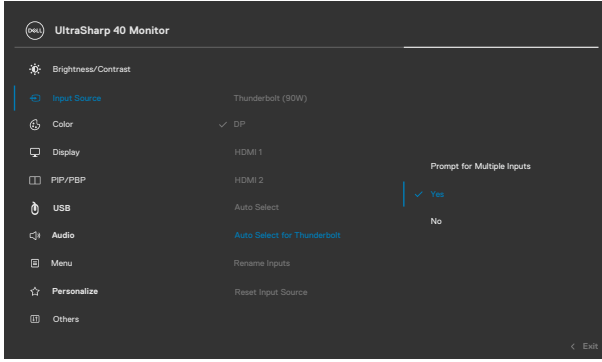 DELL
UltraSharp 40 Monitor
Brightness/Contrast
Input Source
Color
Display
PIP/PBP
USB
Audio
Menu
Personalize
Others
Thunderbolt (90W)
DP
HDMI 1
HDMI 2
Auto Select
Auto Select for Thunderbolt
Rename Inputs
Reset Input Source
Prompt for Multiple Inputs
Yes
No
Exit